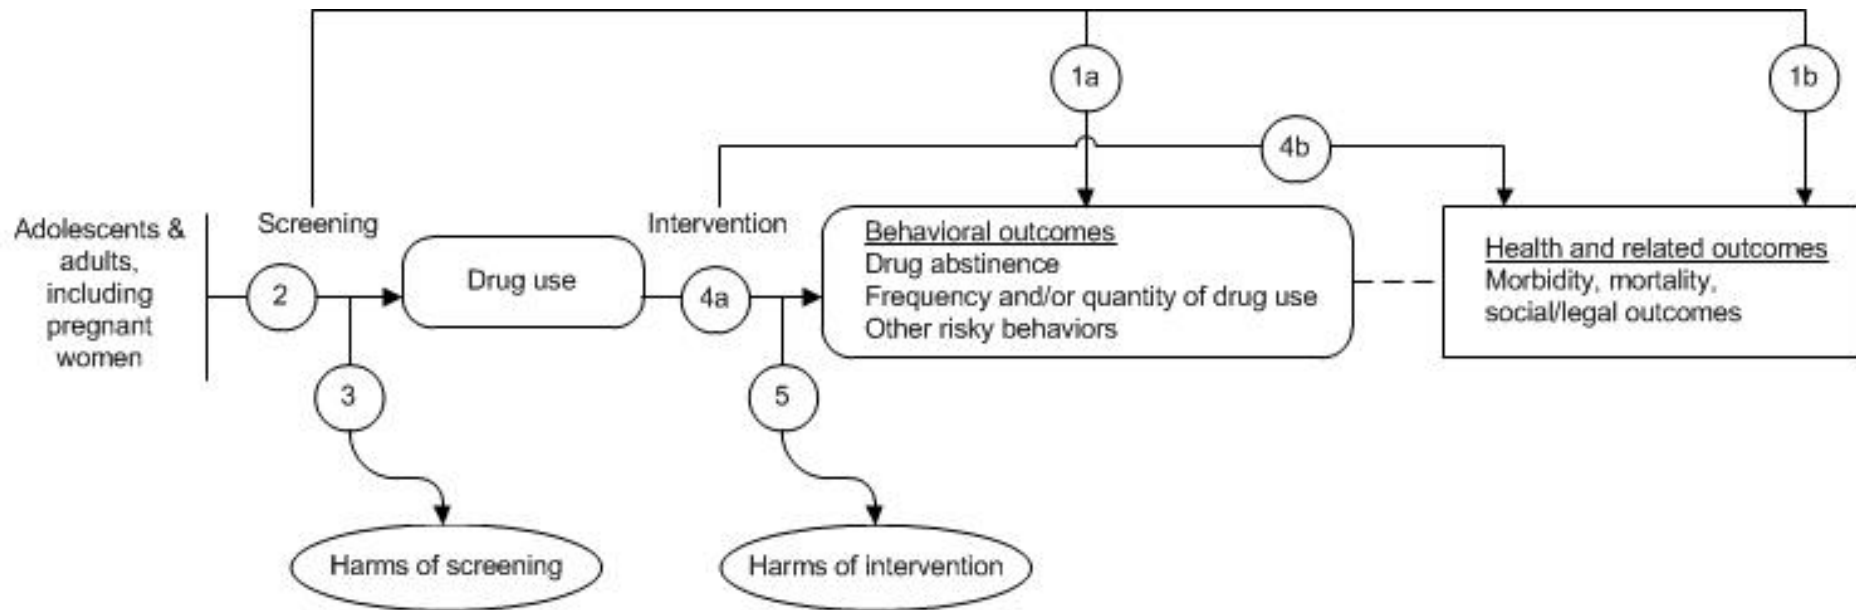 1a
1b
4b
Adolescents &
adults,
including
pregnant
women
Screening
2
3
Drug use
Intervention
4a
5
Behavioral outcomes
Drug abstinence
Frequency and/or quantity of drug use
Other risky behaviors
Health and related outcomes
Morbidity, mortality,
social/legal outcomes
Harms of screening
Harms of intervention